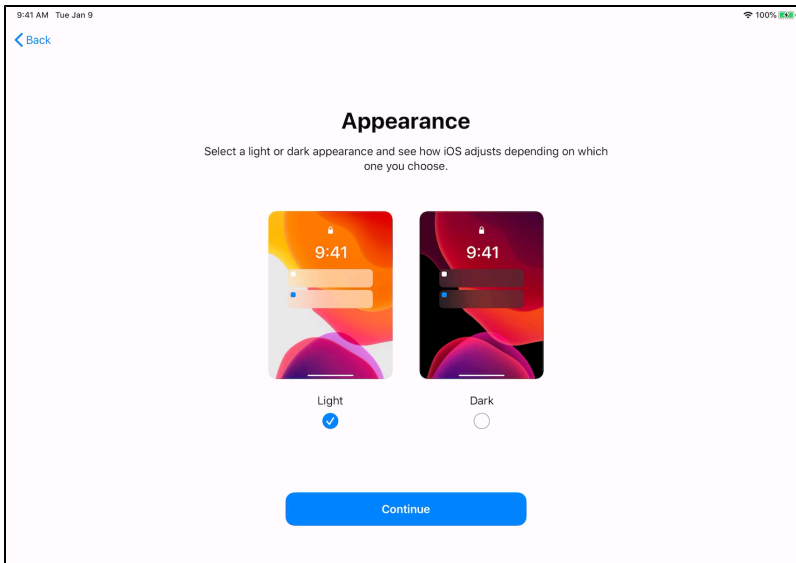 9:41 AM Tue Jan 9
100%
Back
Appearance
Select a light or dark appearance and see how iOS adjusts depending on which
one you choose.
9:41
9:41
Light
Dark
Continue